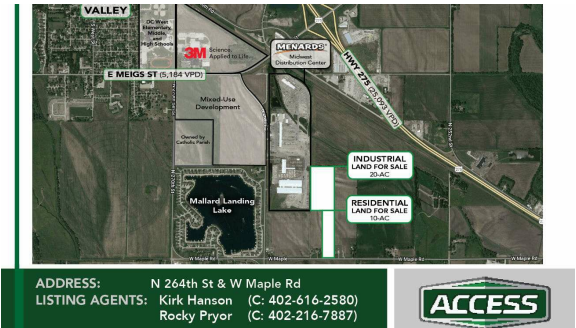 VALLEY
DC West
Elementary,
Middle,
and
High Schools
3M Science.
Applied to Life.
MENARDS
Midwest
Distribution Center
HWY 275 (25,093 VPD)
E MEIGS ST (5,184 VPD)
Mixed-Use
Development
Owned by
Catholic Parish
INDUSTRIAL
LAND FOR SALE
20-AC
RESIDENTIAL
LAND FOR SALE
10-AC
Mallard Landing
Lake
W Maple Rd
W Maple
W Maple Rd
ADDRESS: N 264th St & W Maple Rd
LISTING AGENTS: Kirk Hanson (C: 402-616-2580)
Rocky Pryor (C: 402-216-7887)
ACCESS